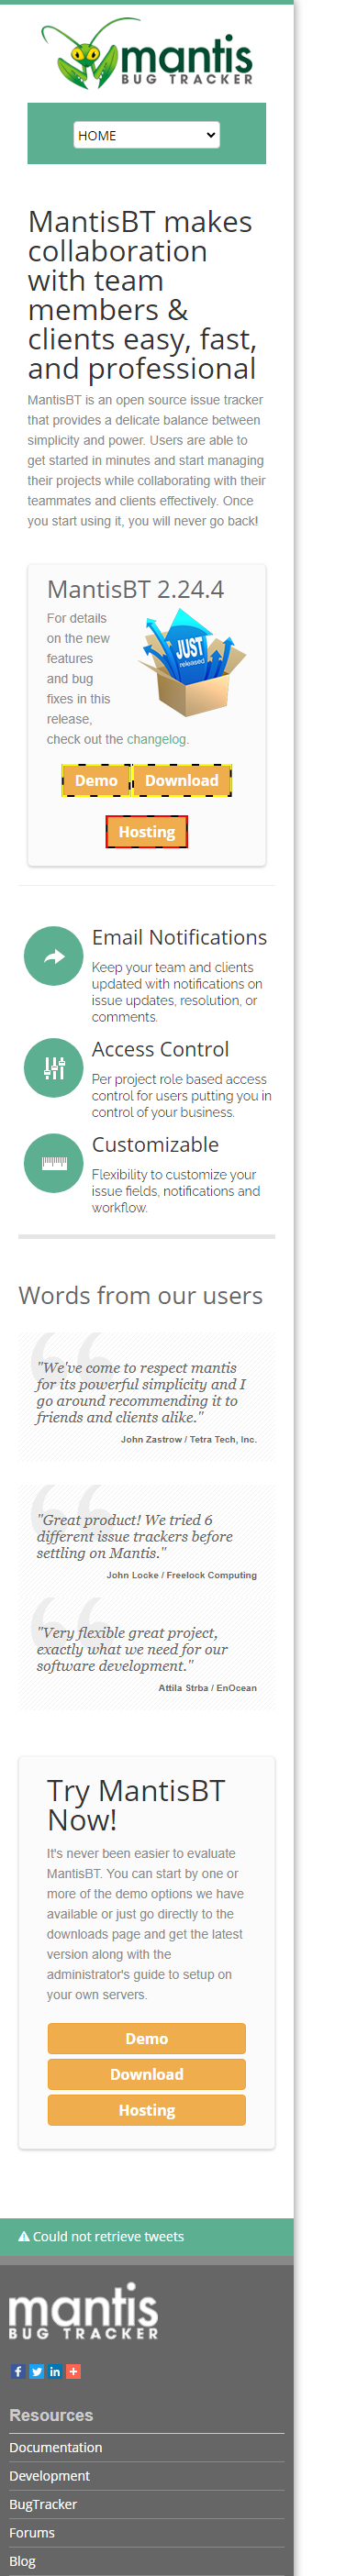 mantis
BUG TRACKER
HOME
MantisBT makes
collaboration
with team
members &
clients easy, fast,
and professional
MantisBT is an open source issue tracker
that provides a delicate balance between
simplicity and power. Users are able to
get started in minutes and start managing
their projects while collaborating with their
teammates and clients effectively. Once
you start using it, you will never go back!
MantisBT 2.24.4
For details
on the new
features
and bug
fixes in this
release,
check out the changelog.
JUST
released
Demo Download
Hosting
Email Notifications
Keep your team and clients
updated with notifications on
issue updates, resolution, or
comments.
Access Control
Per project role based access
control for users putting you in
control of your business.
Customizable
Flexibility to customize your
issue fields, notifications and
workflow.
Words from our users
"We've come to respect mantis
for its powerful simplicity and I
go around recommending it to
friends and clients alike."
John Zastrow / Tetra Tech, Inc.
"Great product! We tried 6
different issue trackers before
settling on Mantis."
John Locke / Freelock Computing
"Very flexible great project,
exactly what we need for our
software development."
Attila Strba / EnOcean
Try MantisBT
Now!
It's never been easier to evaluate
MantisBT. You can start by one or
more of the demo options we have
available or just go directly to the
downloads page and get the latest
version along with the
administrator's guide to setup on
your own servers.
Demo
Download
Hosting
Could not retrieve tweets
mantis
BUG TRACKER
Resources
Documentation
Development
BugTracker
Forums
Blog